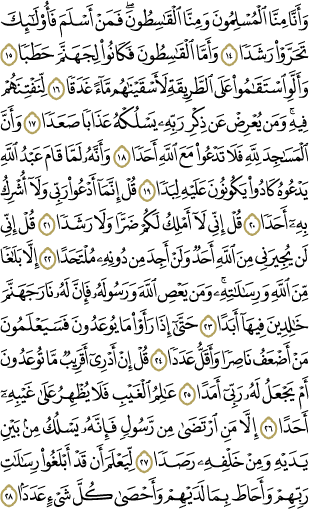 وَأَنَّا مِنَّا ٱلْمُسْلِمُونَ وَمِنَّا ٱلْقَٰسِطُونَ ۖ فَمَنْ أَسْلَمَ فَأُو۟لَٰٓئِكَ
تَحَرَّوْا۟ رَشَدًا ١٤ وَأَمَّا ٱلْقَٰسِطُونَ فَكَانُوا۟ لِجَهَنَّمَ حَطَبًا ١٥
وَأَلَّوِ ٱسْتَقَٰمُوا۟ عَلَى ٱلطَّرِيقَةِ لَأَسْقَيْنَٰهُم مَّآءً غَدَقًا ١٦ لِّنَفْتِنَهُمْ
فِيهِ ۚ وَمَن يُعْرِضْ عَن ذِكْرِ رَبِّهِۦ يَسْلُكْهُ عَذَابًا صَعَدًا ١٧ وَأَنَّ
ٱلْمَسَٰجِدَ لِلَّهِ فَلَا تَدْعُوا۟ مَعَ ٱللَّهِ أَحَدًا ١٨ وَأَنَّهُۥ لَمَّا قَامَ عَبْدُ ٱللَّهِ
يَدْعُوهُ كَادُوا۟ يَكُونُونَ عَلَيْهِ لِبَدًا ١٩ قُلْ إِنَّمَآ أَدْعُوا۟ رَبِّى وَلَآ أُشْرِكُ
بِهِۦٓ أَحَدًا ٢٠ قُلْ إِنِّى لَآ أَمْلِكُ لَكُمْ ضَرًّا وَلَا رَشَدًا ٢١ قُلْ إِنِّى
لَن يُجِيرَنِى مِنَ ٱللَّهِ أَحَدٌ وَلَنْ أَجِدَ مِن دُونِهِۦ مُلْتَحَدًا ٢٢ إِلَّا بَلَٰغًا
مِّنَ ٱللَّهِ وَرِسَٰلَٰتِهِۦ ۚ وَمَن يَعْصِ ٱللَّهَ وَرَسُولَهُۥ فَإِنَّ لَهُۥ نَارَ جَهَنَّمَ
خَٰلِدِينَ فِيهَآ أَبَدًا ٢٣ حَتَّىٰٓ إِذَا رَأَوْا۟ مَا يُوعَدُونَ فَسَيَعْلَمُونَ
مَنْ أَضْعَفُ نَاصِرًا وَأَقَلُّ عَدَدًا ٢٤ قُلْ إِنْ أَدْرِىٓ أَقَرِيبٌ مَّا تُوعَدُونَ
أَمْ يَجْعَلُ لَهُۥ رَبِّىٓ أَمَدًا ٢٥ عَٰلِمُ ٱلْغَيْبِ فَلَا يُظْهِرُ عَلَىٰ غَيْبِهِۦٓ
أَحَدًا ٢٦ إِلَّا مَنِ ٱرْتَضَىٰ مِن رَّسُولٍ فَإِنَّهُۥ يَسْلُكُ مِنۢ بَيْنِ
يَدَيْهِ وَمِنْ خَلْفِهِۦ رَصَدًا ٢٧ لِّيَعْلَمَ أَن قَدْ أَبْلَغُوا۟ رِسَٰلَٰتِ
رَبِّهِمْ وَأَحَاطَ بِمَا لَدَيْهِمْ وَأَحْصَىٰ كُلَّ شَىْءٍ عَدَدًۢا ٢٨